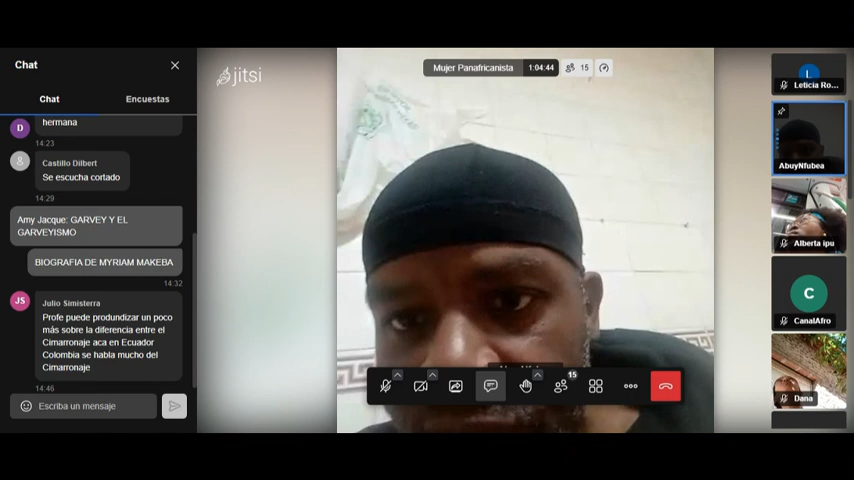 Chat
Chat
Encuestas
D
hermana
14:23
Castillo Dilbert
Se escucha cortado
14:29
Amy Jacque: GARVEY Y EL
GARVEYISMO
BIOGRAFIA DE MYRIAM MAKEBA
14:32
JS
Julio Simisterra
Profe puede produndizar un poco
más sobre la diferencia entre el
Cimarronaje aca en Ecuador
Colombia se habla mucho del
Cimarronaje
14:46
Escriba un mensaje
jitsi
Mujer Panafricanista
1:04:44
15
15
L
Leticia Ro...
AbuyNfubea
Alberta ipu
C
CanalAfro
Dana